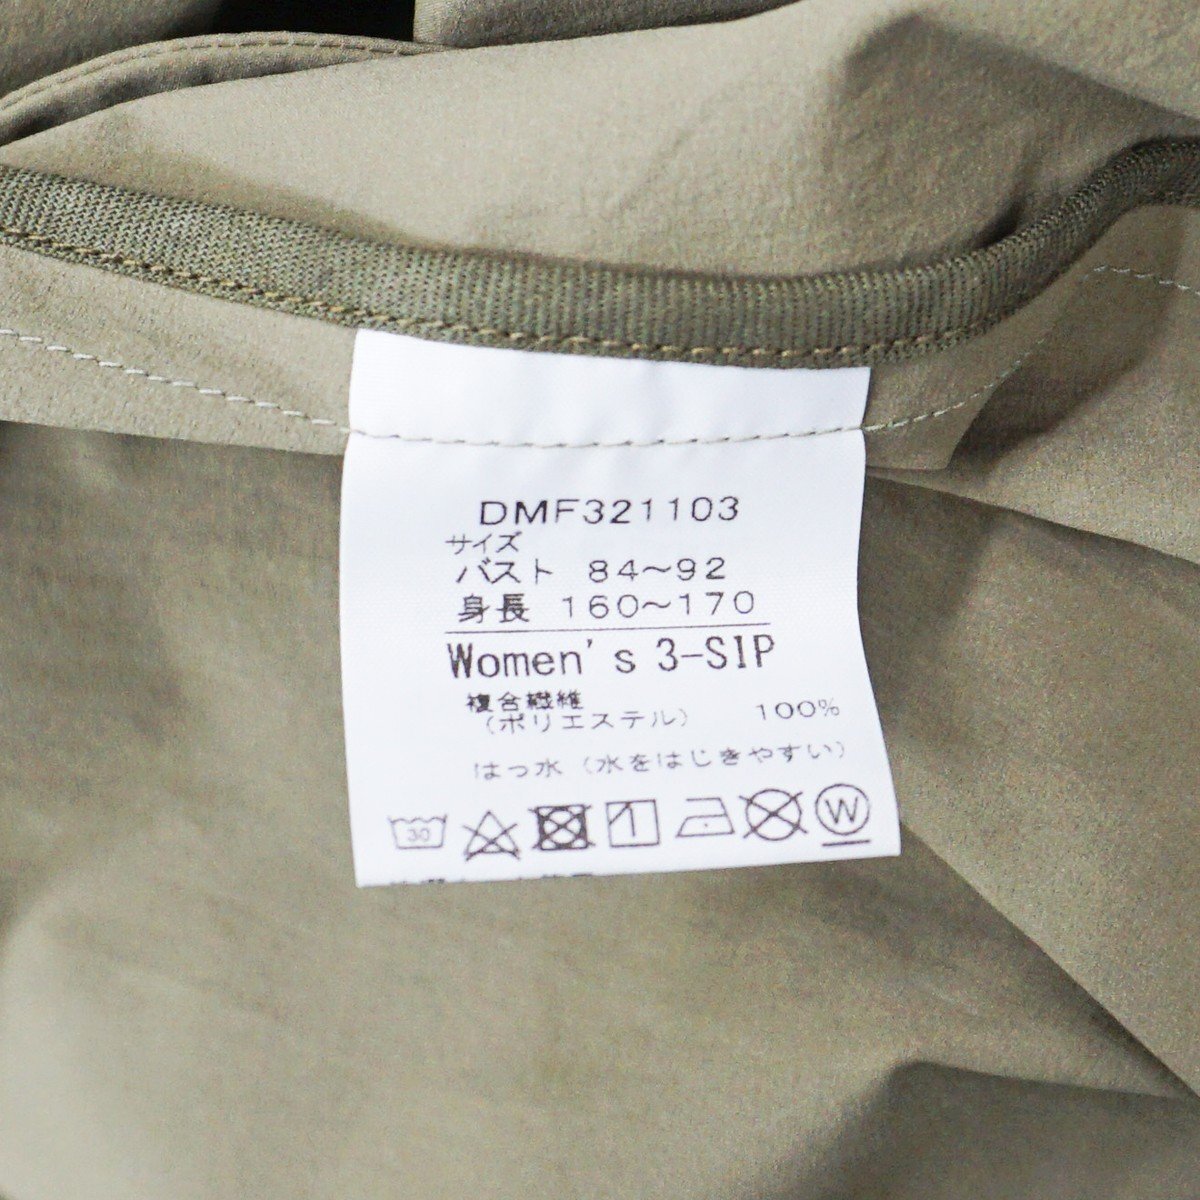 DMF321103
サイズ
バスト 84～92
身長 160～170
Women's 3-SIP
複合繊維
（ポリエステル） 100%
はっ水（水をはじきやすい）
30
W